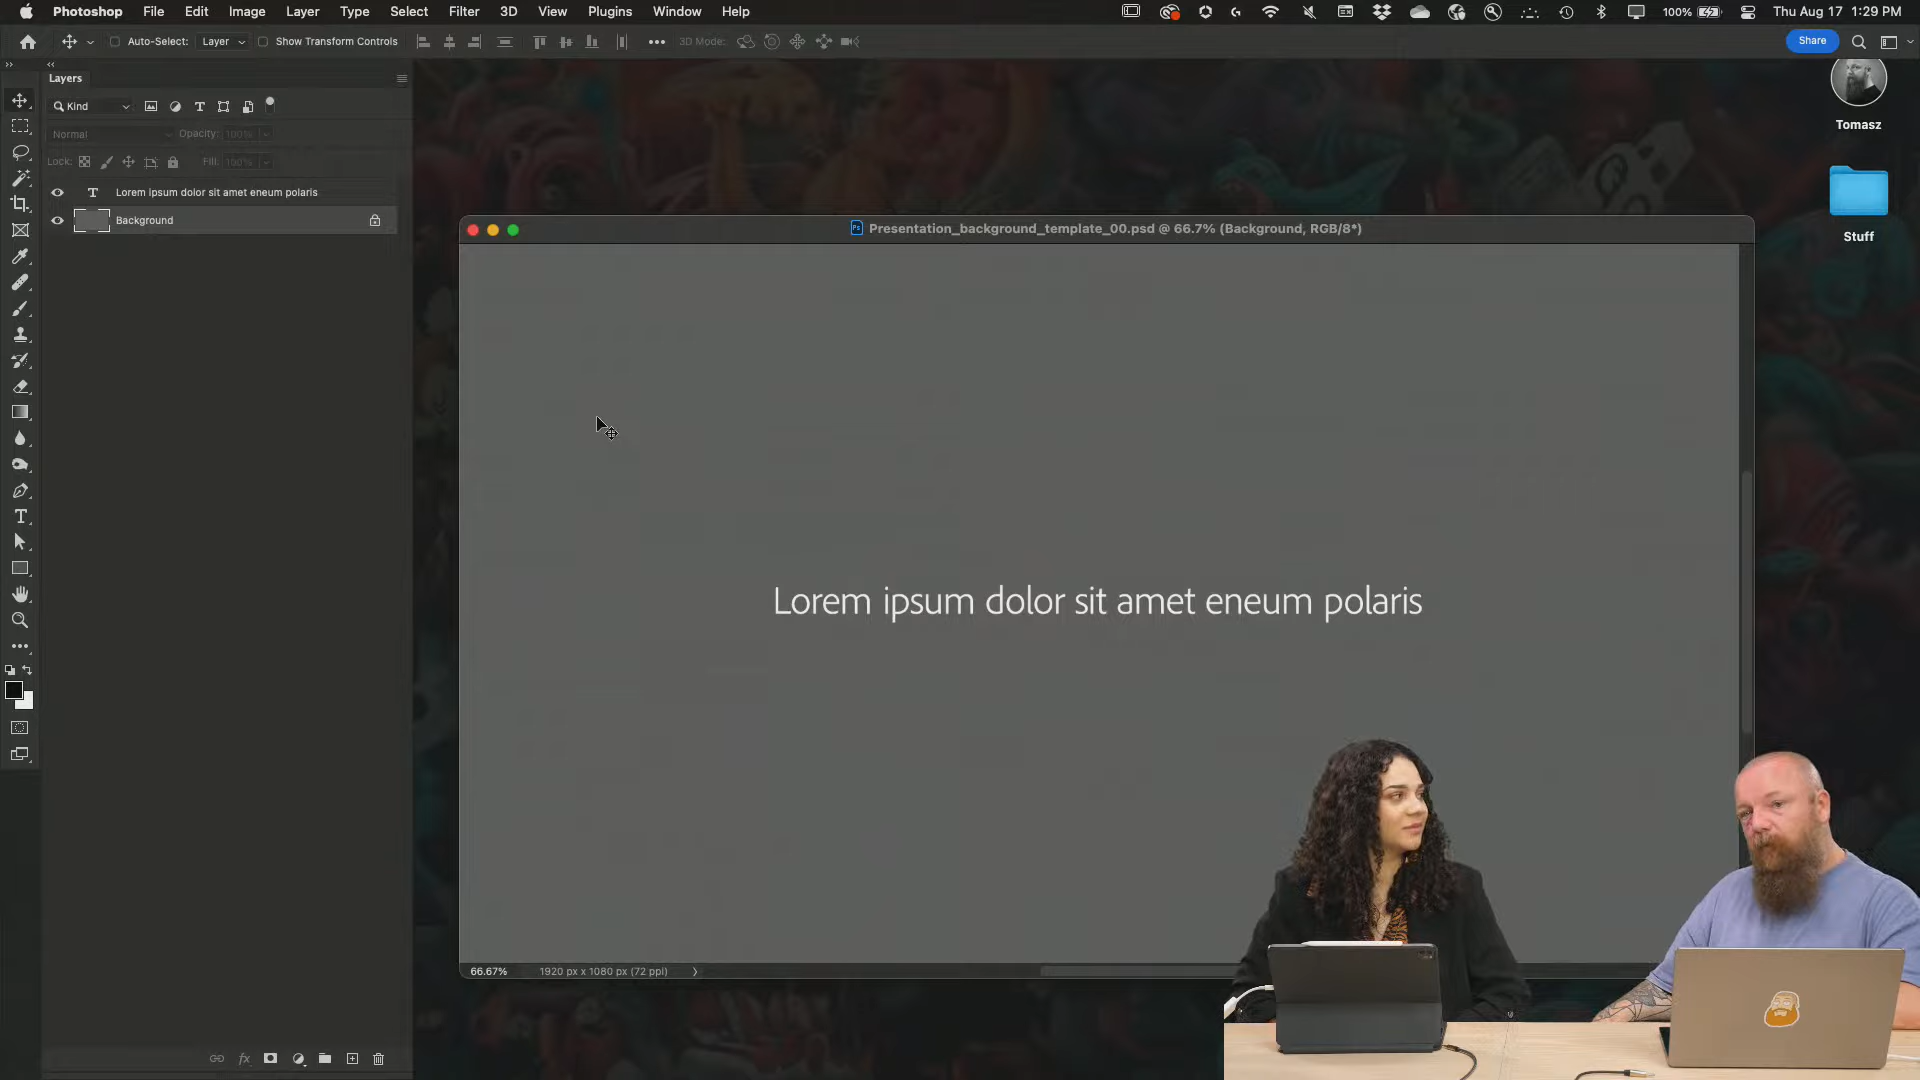 Photoshop File Edit Image Layer Type Select Filter 3D View Plugins Window Help 100% Thu Aug 17 1:29 PM
Auto-Select: Layer Show Transform Controls 3D Mode: Share
Layers
Kind
Normal Opacity: 100%
Lock: Fill: 100%
Lorem ipsum dolor sit amet eneum polaris
Background
Tomasz
Stuff
Presentation_background_template_00.psd @ 66.7% (Background, RGB/8*)
Lorem ipsum dolor sit amet eneum polaris
66.67% 1920 px x 1080 px (72 ppi)